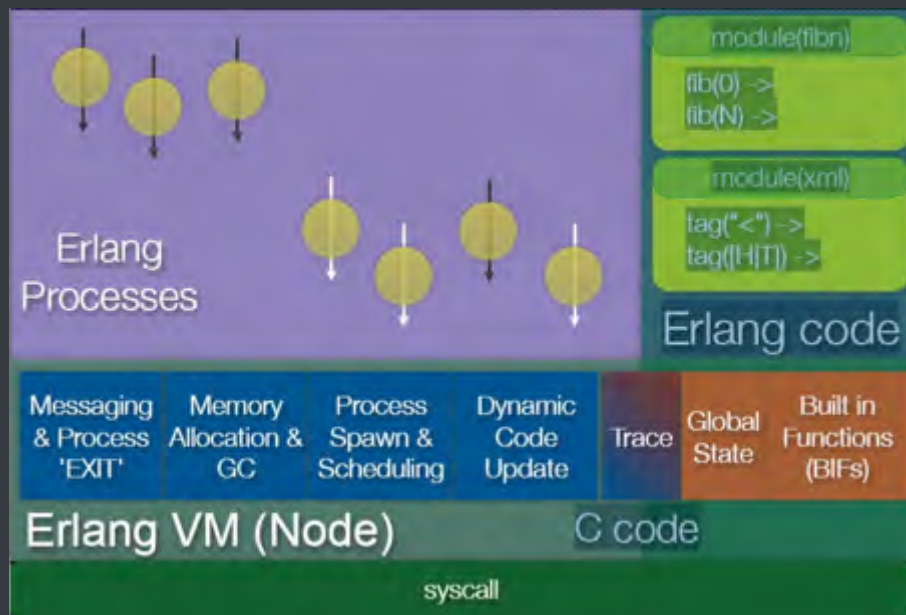 module(fibn)
fib(0) ->
fib(N) ->
module(xml)
tag("<") ->
tag([H|T]) ->
Erlang
Processes
Erlang code
Messaging
& Process
'EXIT'
Memory
Allocation &
GC
Process
Spawn &
Scheduling
Dynamic
Code
Update
Trace
Global
State
Built in
Functions
(BIFs)
Erlang VM (Node)
C code
syscall